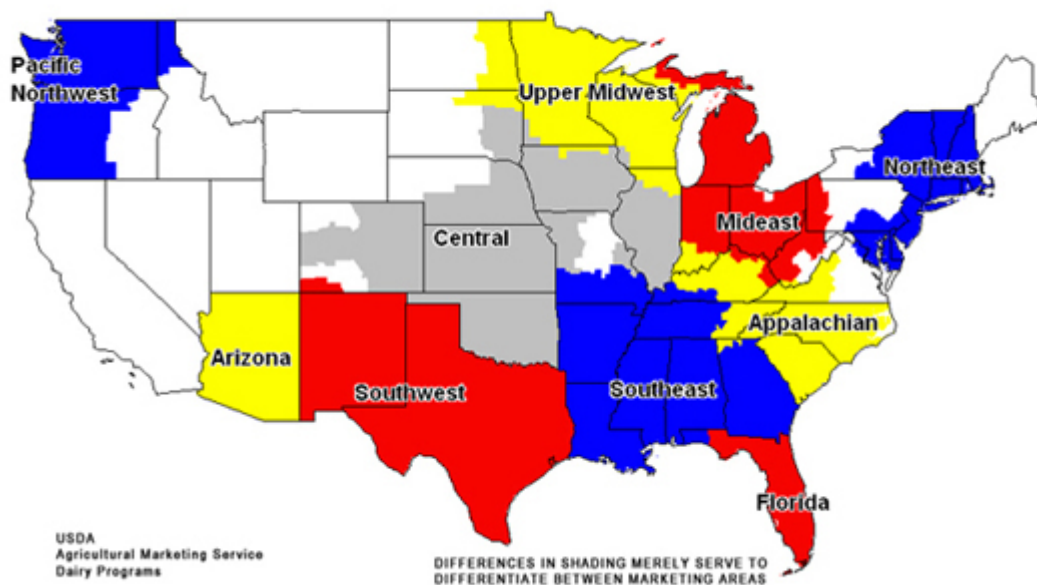 Pacific
Northwest
Upper Midwest
Northeast
Mideast
Central
Appalachian
Arizona
Southwest
Southeast
Florida
USDA
Agricultural Marketing Service
Dairy Programs
DIFFERENCES IN SHADING MERELY SERVE TO
DIFFERENTIATE BETWEEN MARKETING AREAS